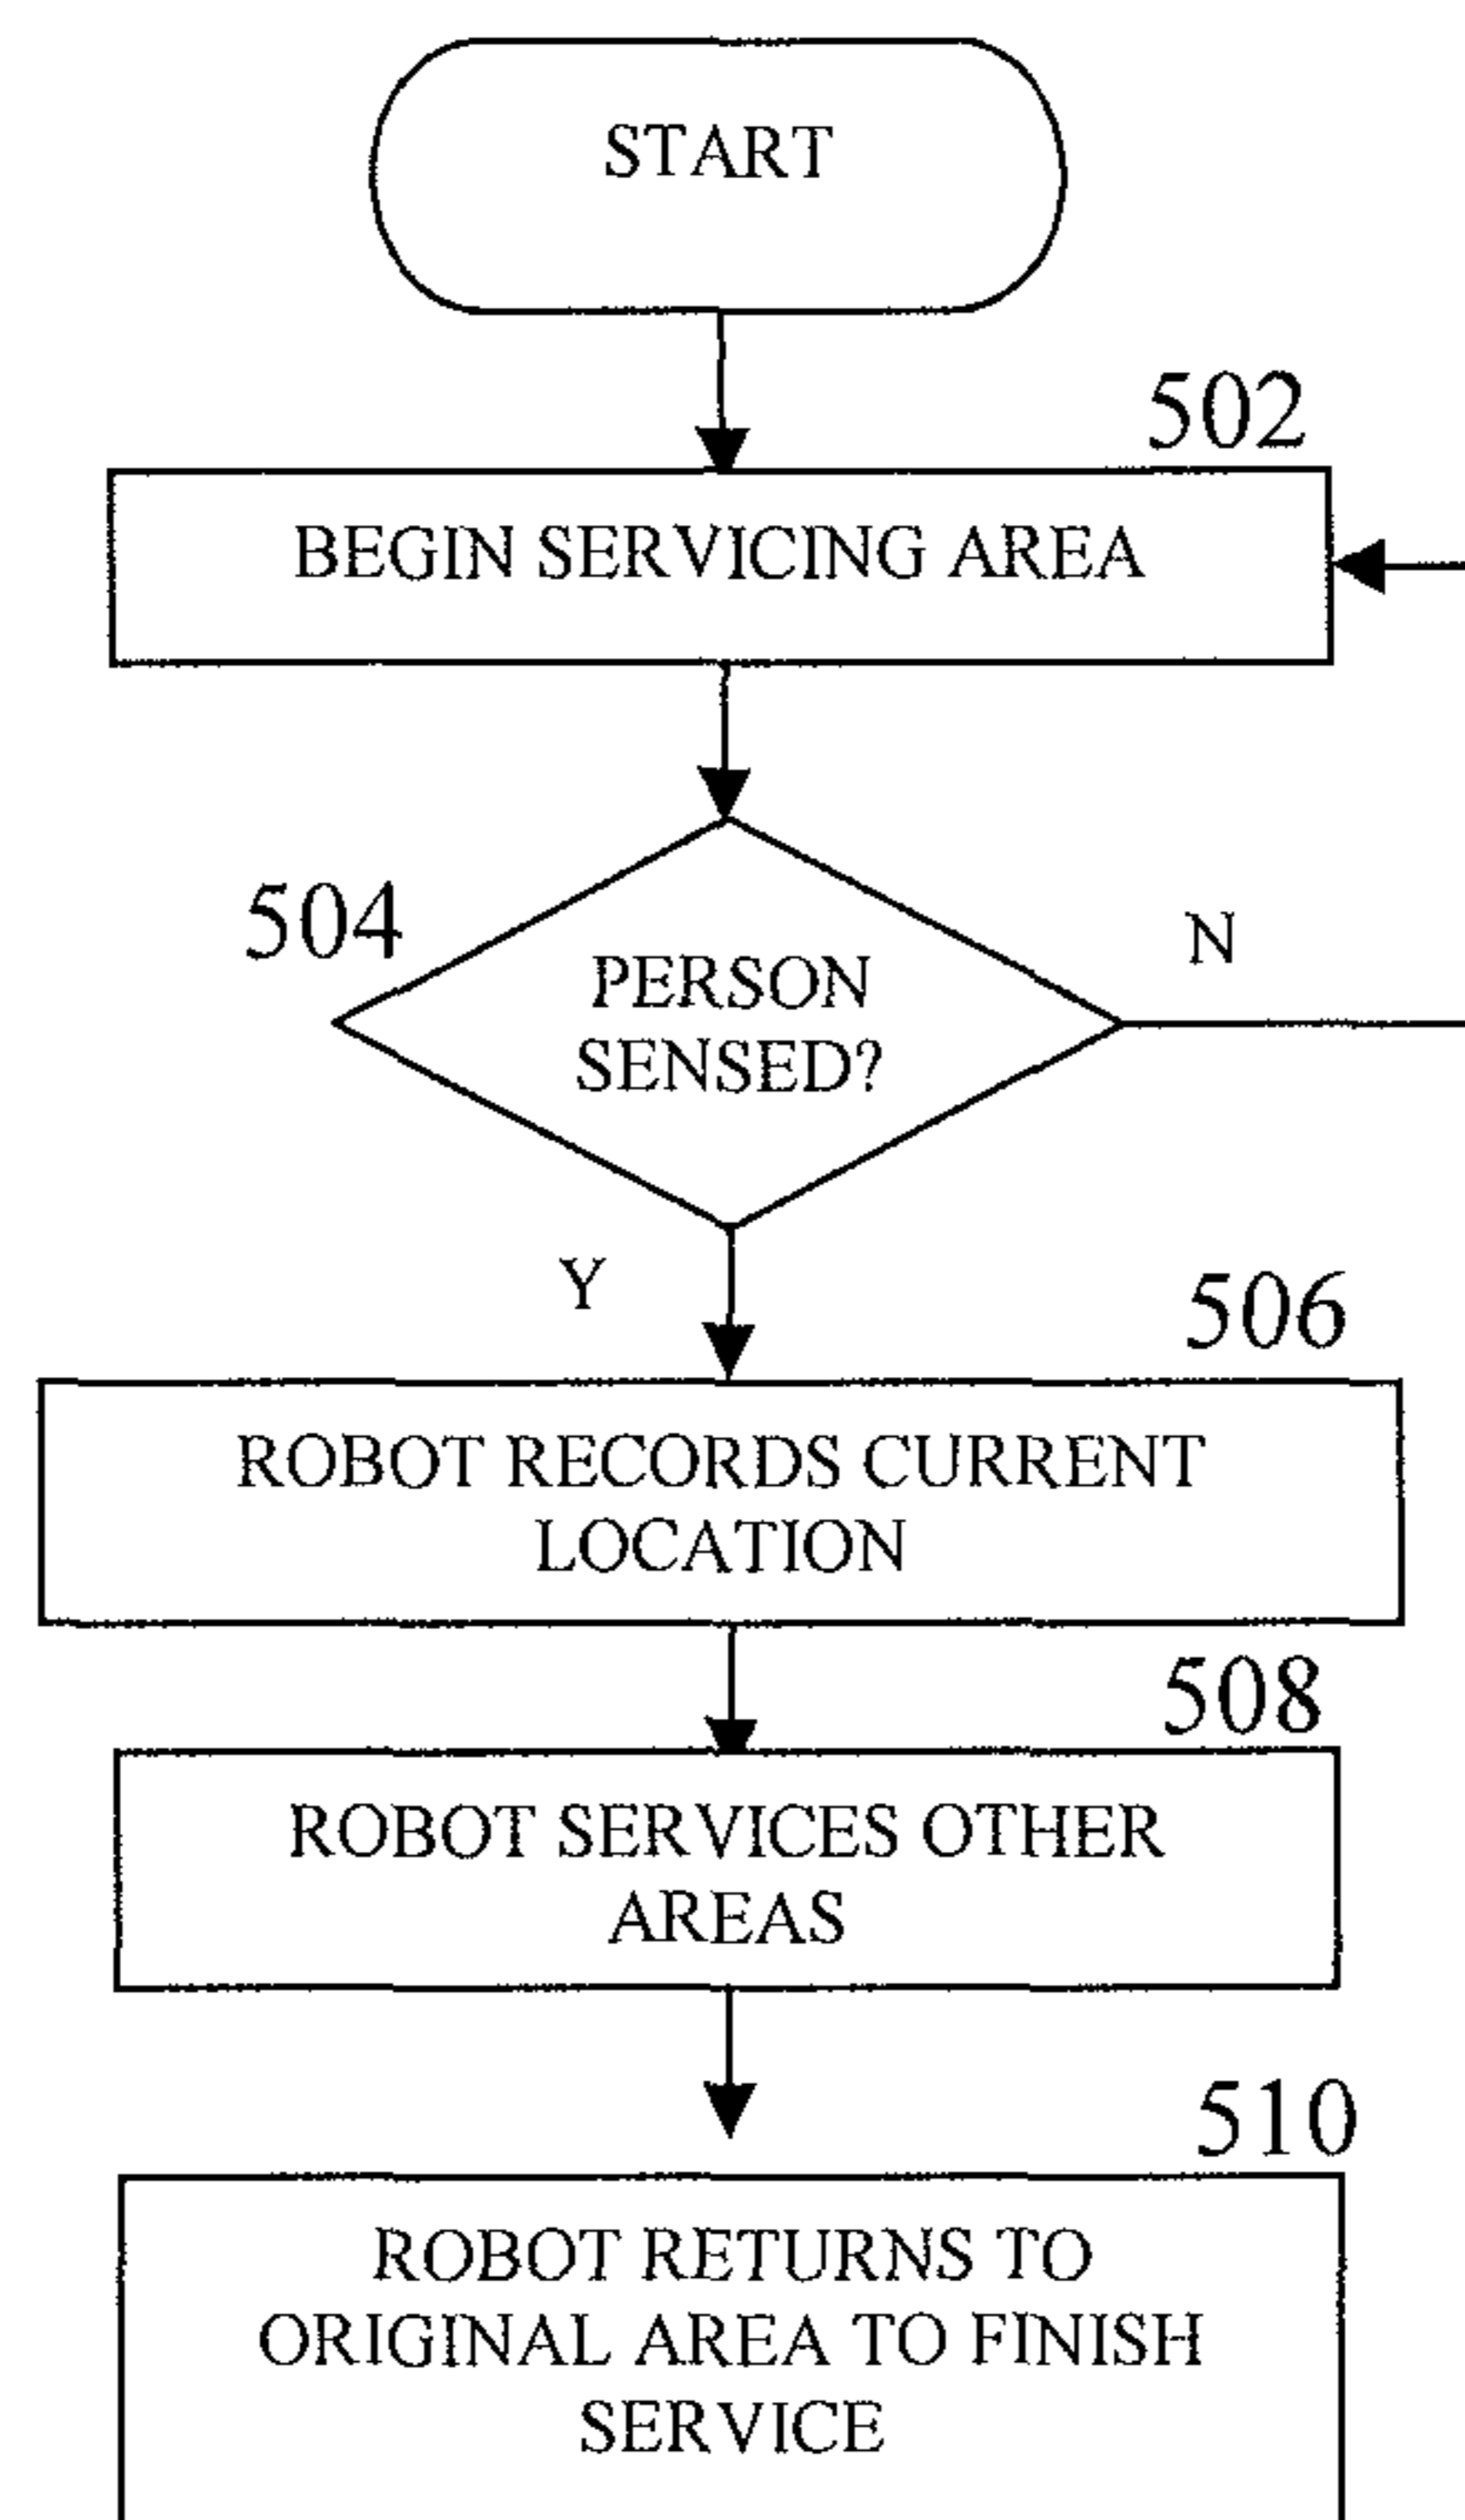 START
502
BEGIN SERVICING AREA
504
PERSON
SENSED?
N
Y
506
ROBOT RECORDS CURRENT
LOCATION
508
ROBOT SERVICES OTHER
AREAS
510
ROBOT RETURNS TO
ORIGINAL AREA TO FINISH
SERVICE